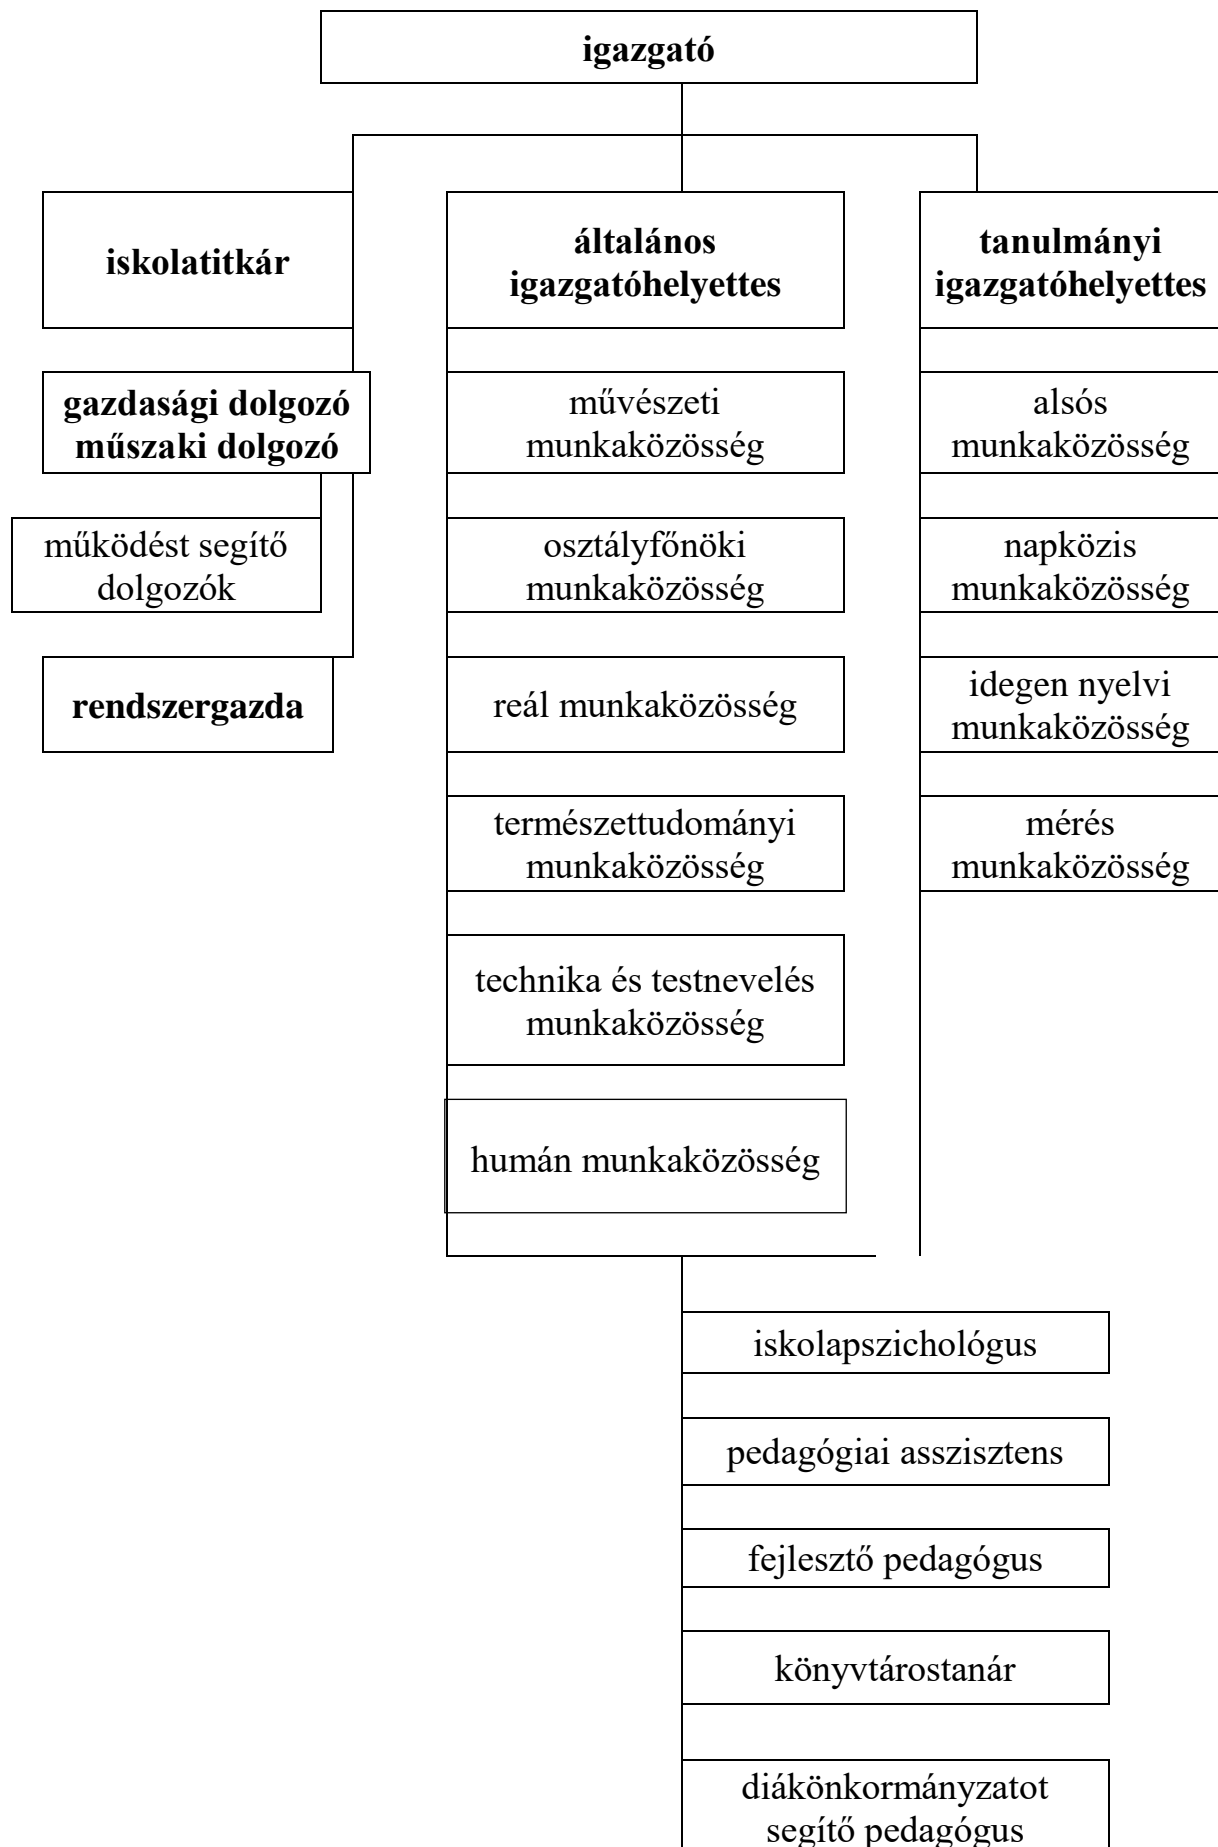 igazgató
iskolatitkár
általános
igazgatóhelyettes
tanulmányi
igazgatóhelyettes
gazdasági dolgozó
műszaki dolgozó
művészeti
munkaközösség
alsós
munkaközösség
működést segítő
dolgozók
osztályfőnöki
munkaközösség
napközis
munkaközösség
rendszergazda
reál munkaközösség
idegen nyelvi
munkaközösség
természettudományi
munkaközösség
mérés
munkaközösség
technika és testnevelés
munkaközösség
humán munkaközösség
iskolapszichológus
pedagógiai asszisztens
fejlesztő pedagógus
könyvtárostanár
diákönkormányzatot
segítő pedagógus